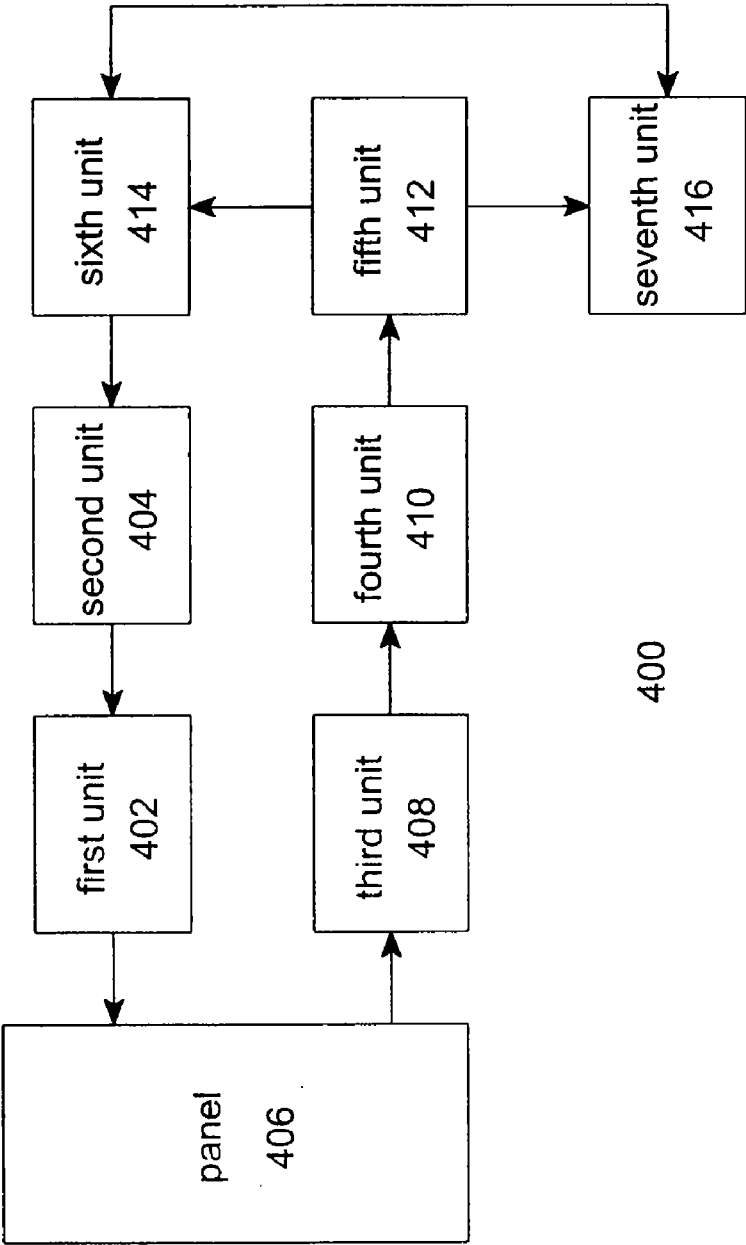 panel
406
first unit
402
second unit
404
sixth unit
414
third unit
408
fourth unit
410
fifth unit
412
400
seventh unit
416